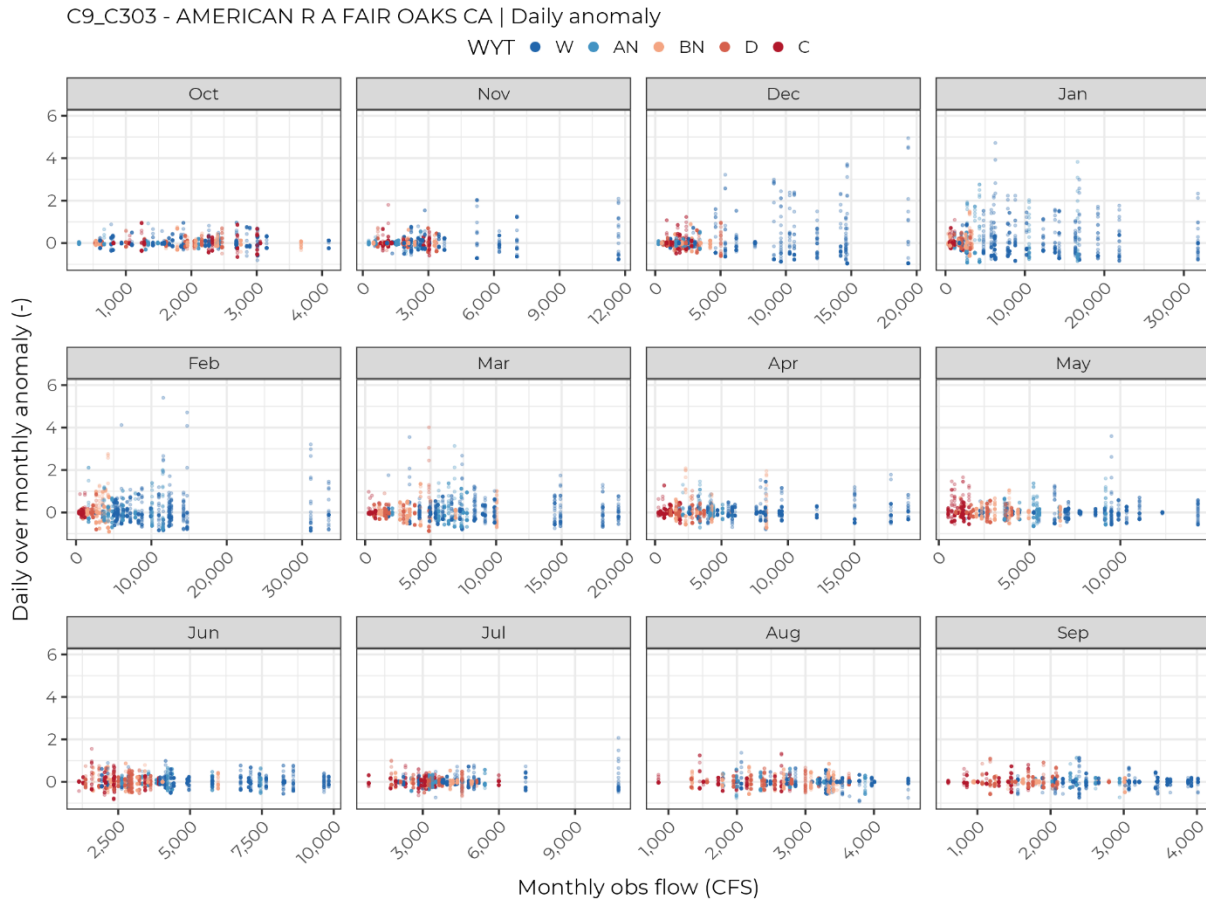 C9_C303 - AMERICAN R A FAIR OAKS CA | Daily anomaly
WYT W AN BN D C
Oct Nov Dec Jan
6
4
2
0
1,000 2,000 3,000 4,000 0 3,000 6,000 9,000 12,000 0 5,000 10,000 15,000 20,000 0 10,000 20,000 30,000
Daily over monthly anomaly (-)
Feb Mar Apr May
6
4
2
0
0 10,000 20,000 30,000 0 5,000 10,000 15,000 20,000 0 5,000 10,000 15,000 0 5,000 10,000
Jun Jul Aug Sep
6
4
2
0
2,500 5,000 7,500 10,000 3,000 6,000 9,000 1,000 2,000 3,000 4,000 1,000 2,000 3,000 4,000
Monthly obs flow (CFS)